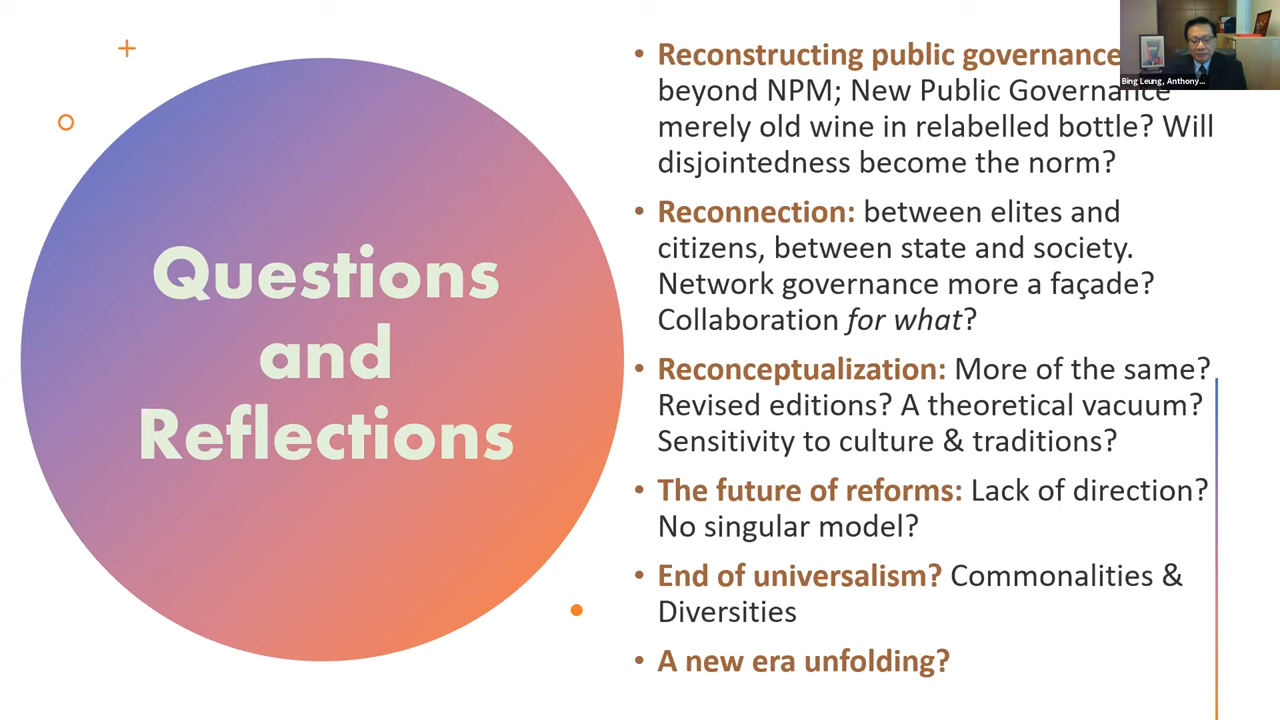 Questions
and
Reflections
• Reconstructing public governance
beyond NPM; New Public Governance
merely old wine in relabelled bottle? Will
disjointedness become the norm?
• Reconnection: between elites and
citizens, between state and society.
Network governance more a façade?
Collaboration for what?
• Reconceptualization: More of the same?
Revised editions? A theoretical vacuum?
Sensitivity to culture & traditions?
• The future of reforms: Lack of direction?
No singular model?
• End of universalism? Commonalities &
Diversities
• A new era unfolding?
Bing Leung, Anthony...